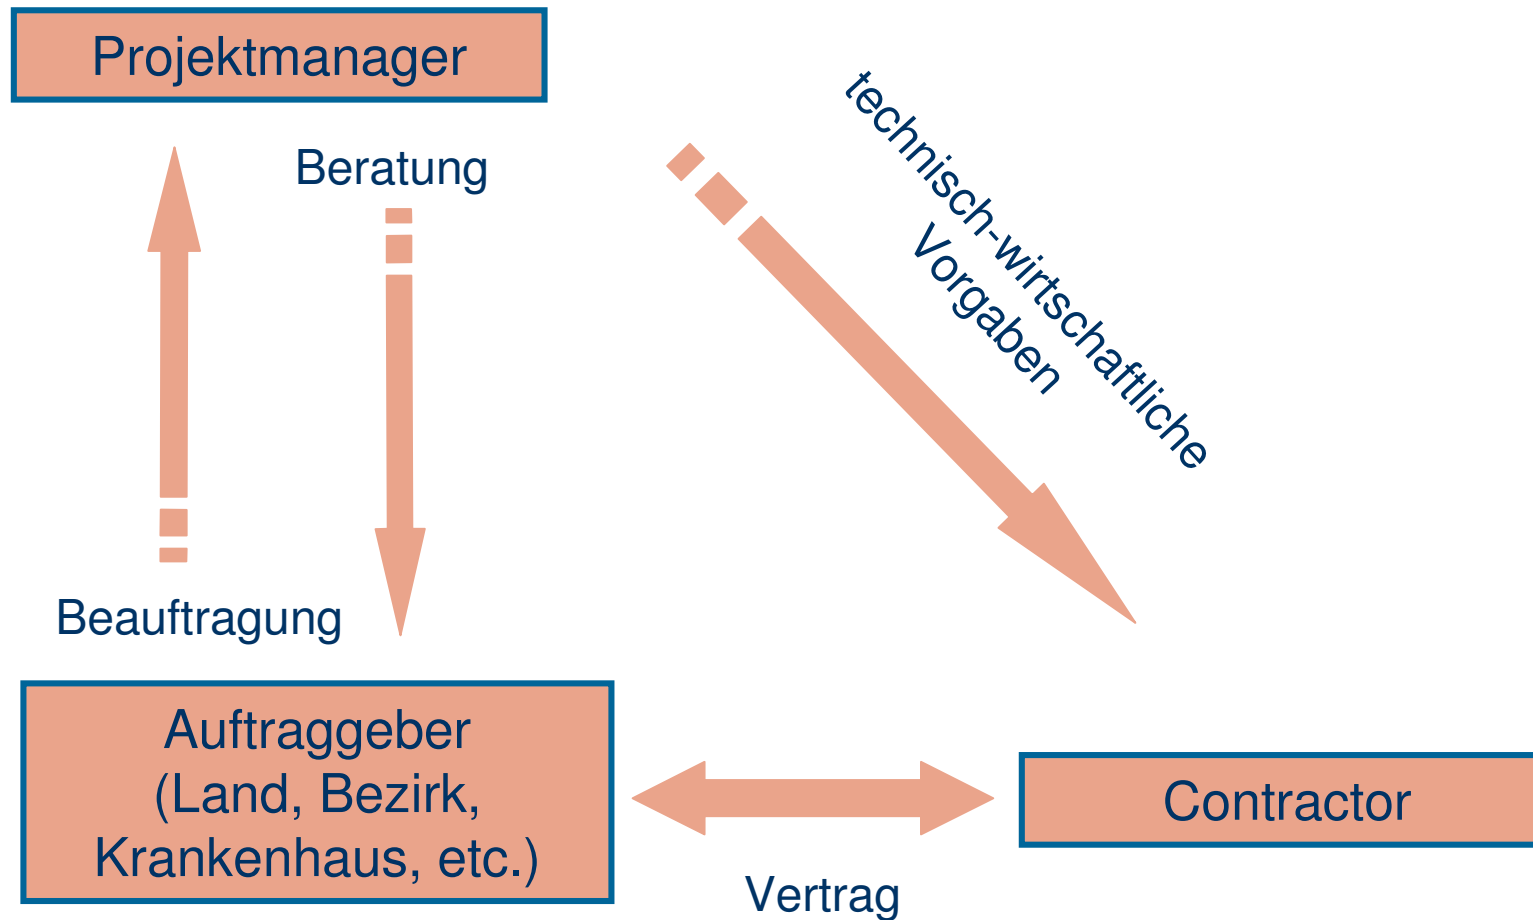 Projektmanager
Beratung
technisch-wirtschaftliche
Vorgaben
Beauftragung
Auftraggeber
(Land, Bezirk,
Krankenhaus, etc.)
Contractor
Vertrag